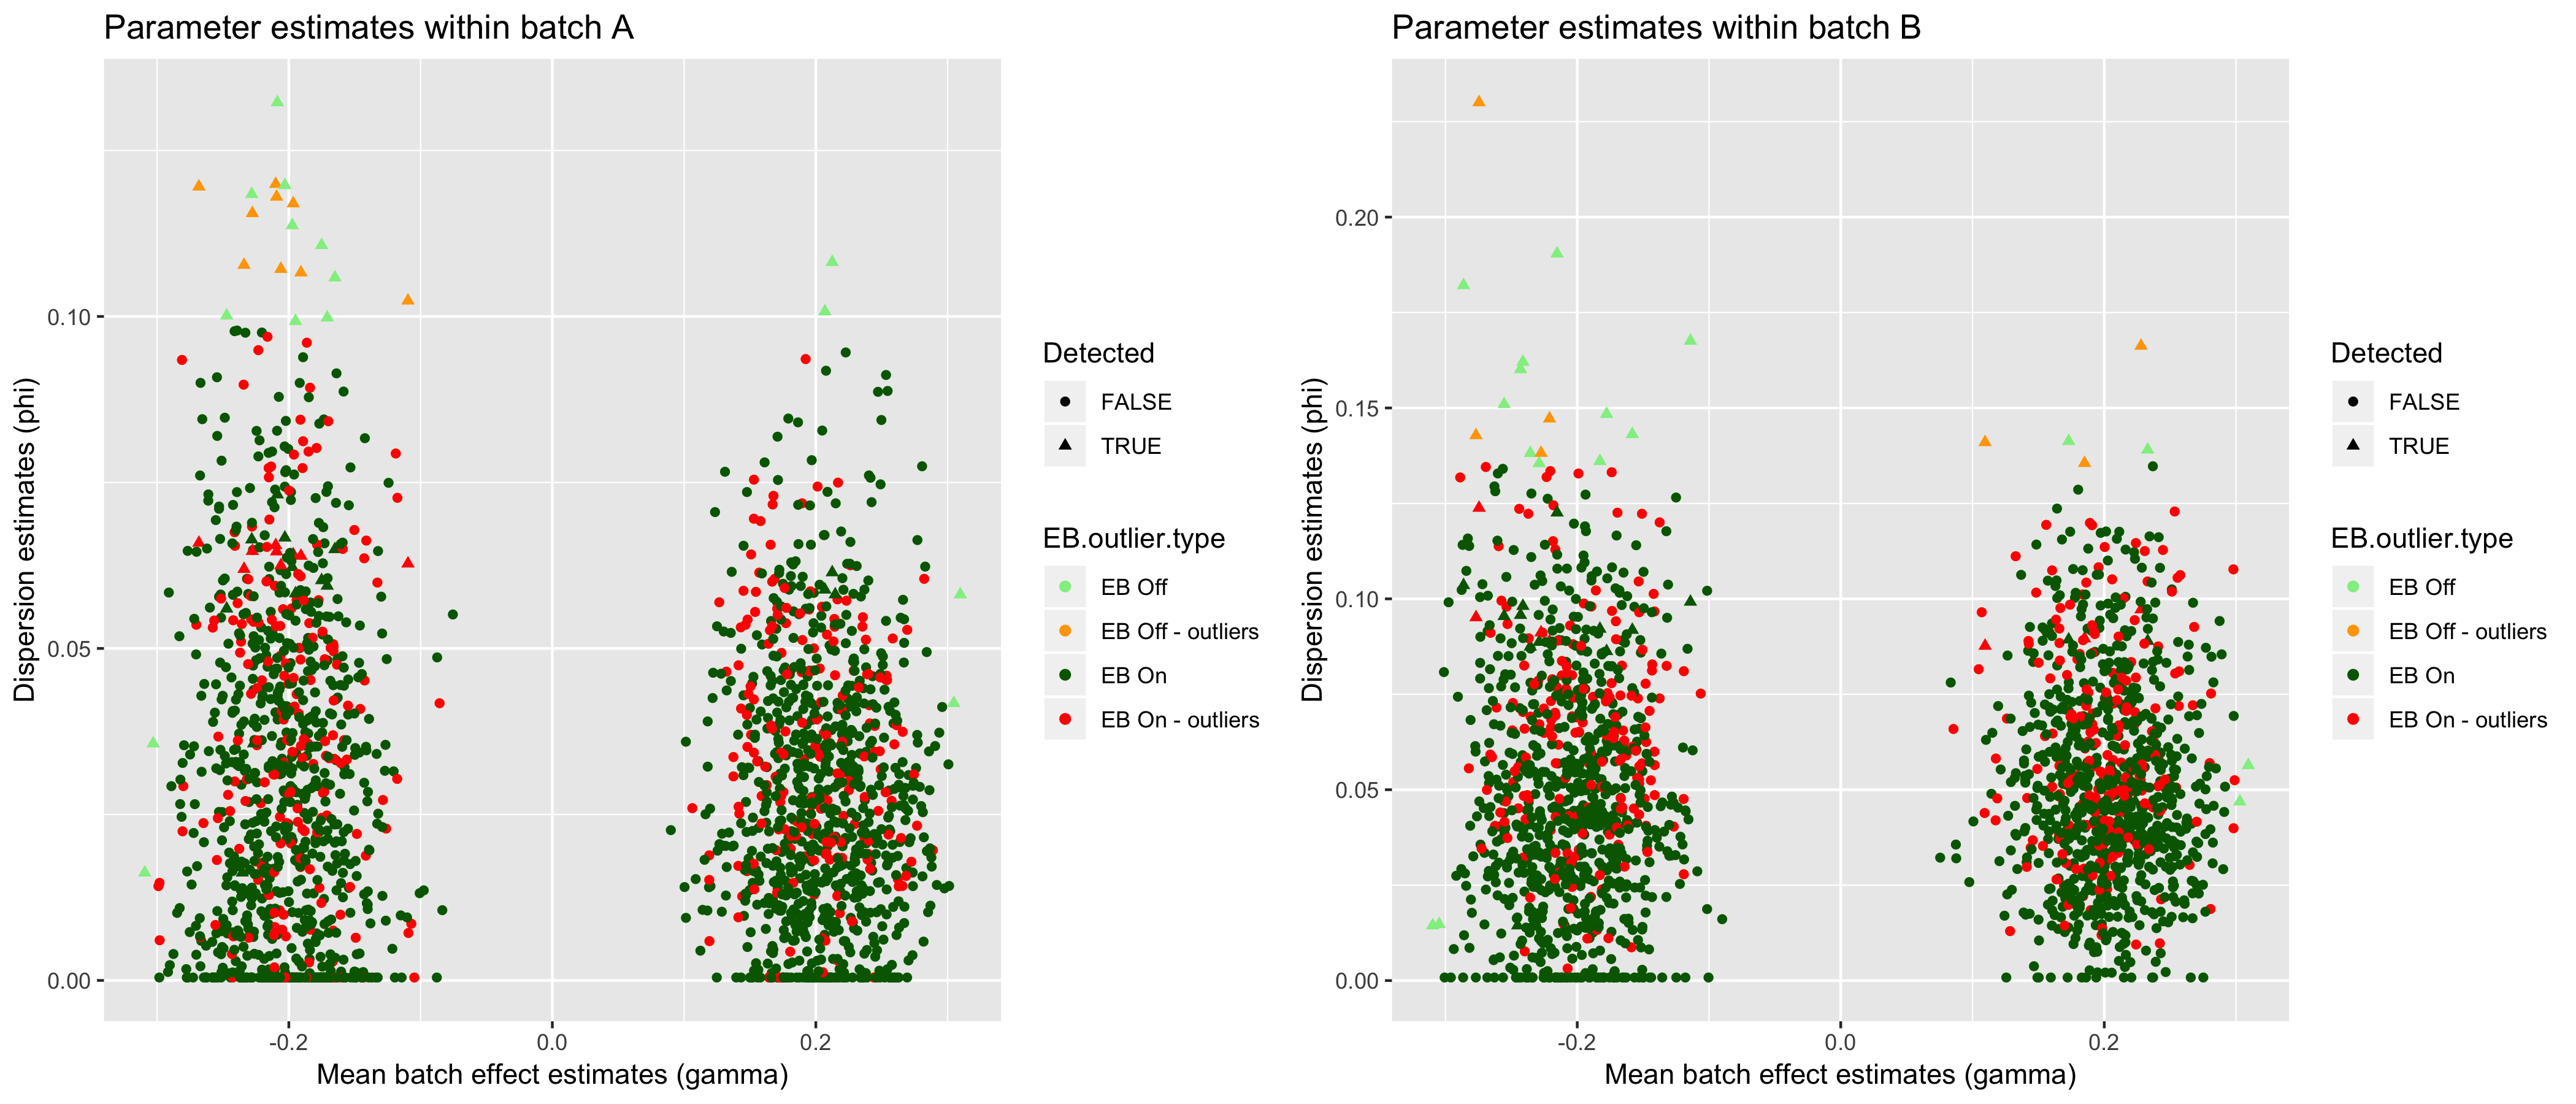 Parameter estimates within batch A
Dispersion estimates (phi)
0.10
0.05
0.00
-0.2
0.0
0.2
Mean batch effect estimates (gamma)
Detected
FALSE
TRUE
EB.outlier.type
EB Off
EB Off - outliers
EB On
EB On - outliers
Parameter estimates within batch B
Dispersion estimates (phi)
0.20
0.15
0.10
0.05
0.00
-0.2
0.0
0.2
Mean batch effect estimates (gamma)
Detected
FALSE
TRUE
EB.outlier.type
EB Off
EB Off - outliers
EB On
EB On - outliers